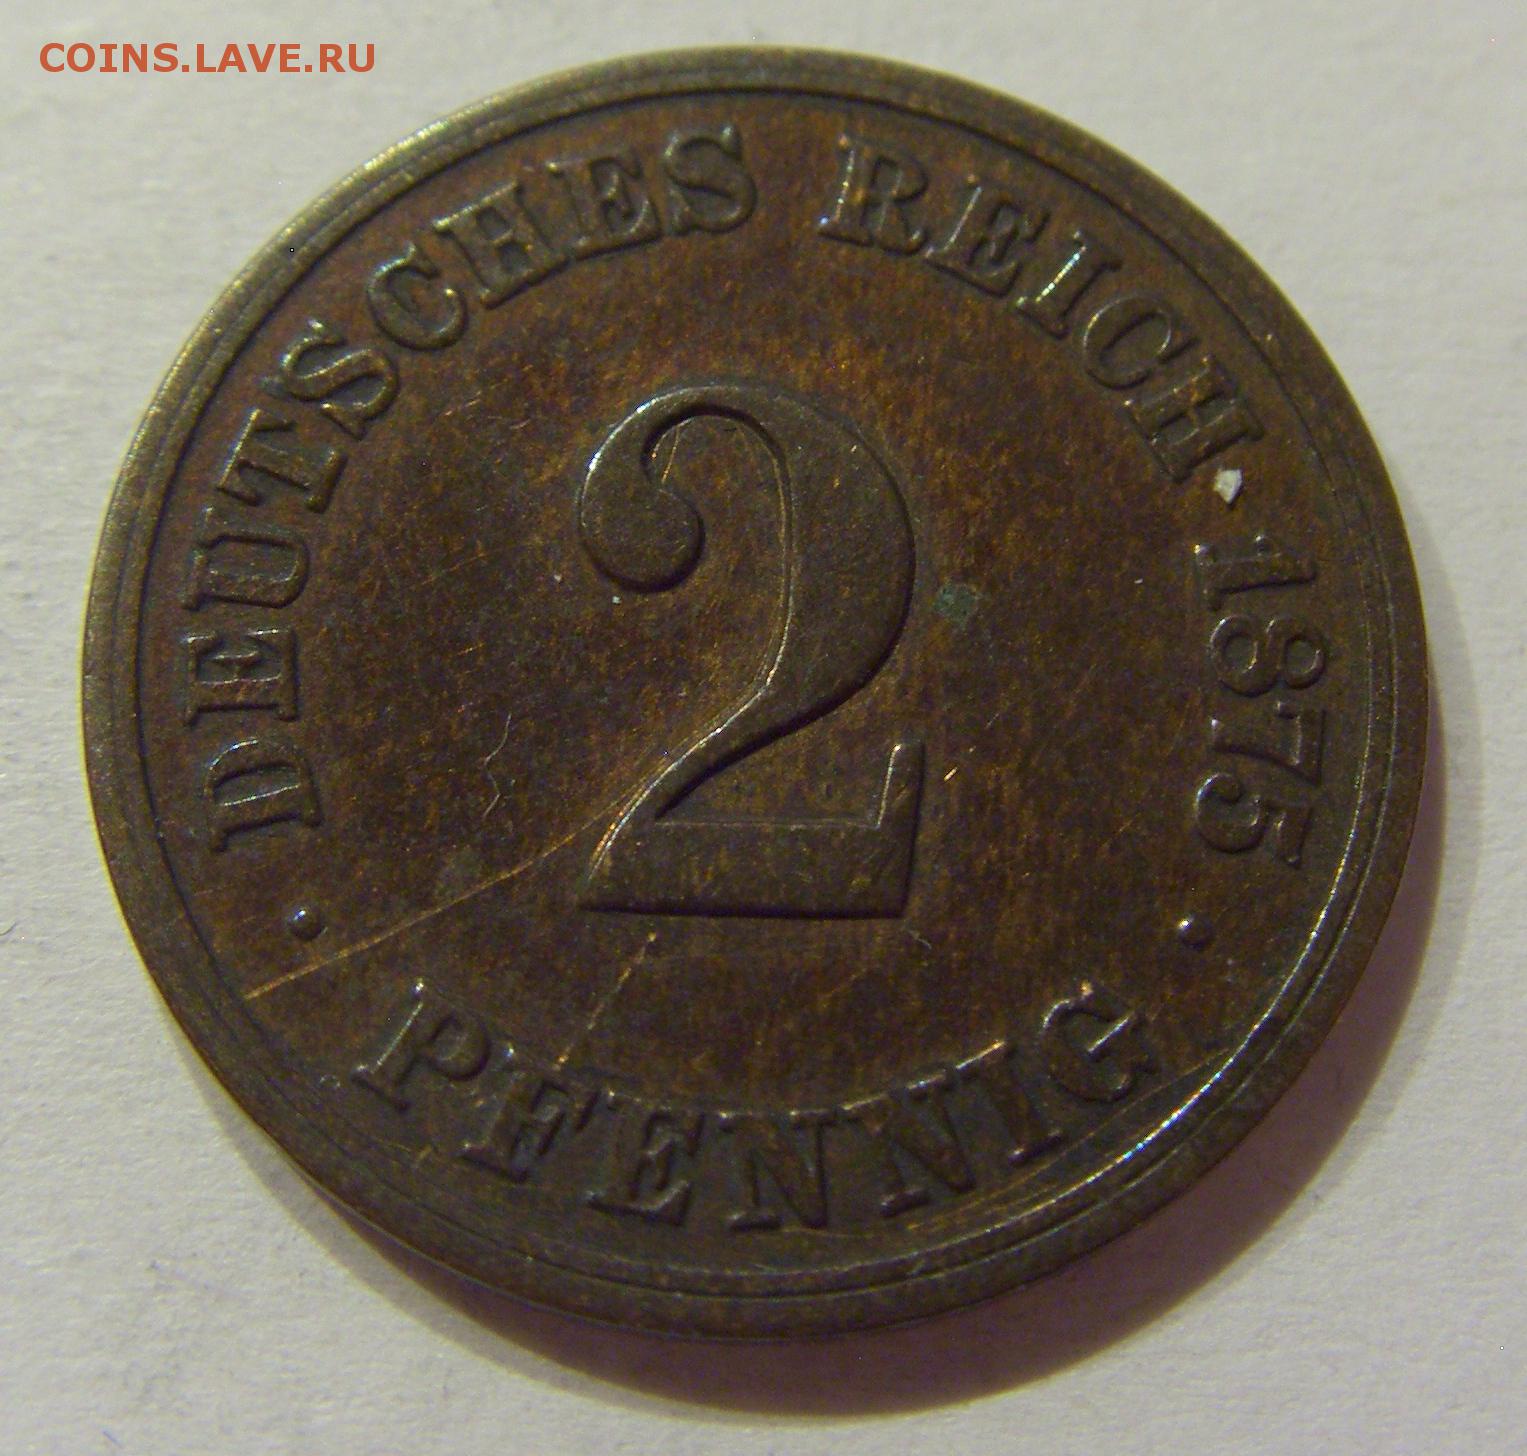 COINS.LAVE.RU
DEUTSCHES REICH · 1875 ·
2
· PFENNIG